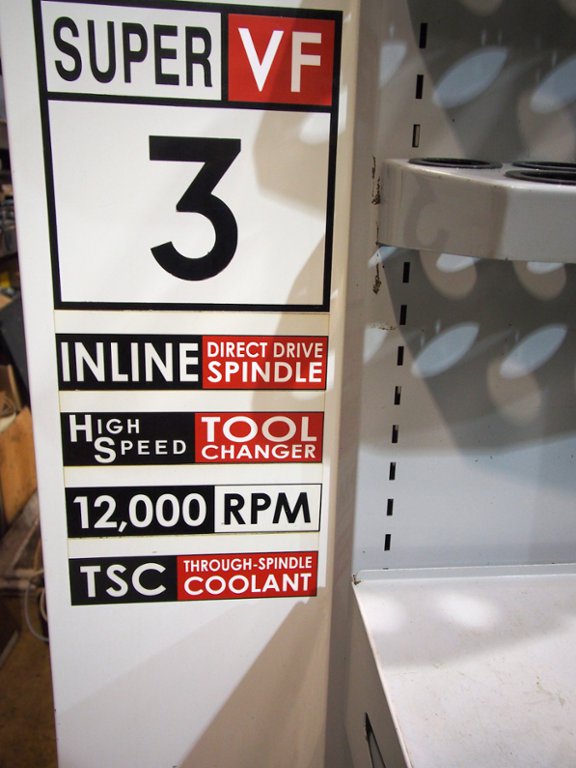 SUPER VF
3
INLINE DIRECT DRIVE SPINDLE
HIGH SPEED TOOL CHANGER
12,000 RPM
TSC THROUGH-SPINDLE COOLANT